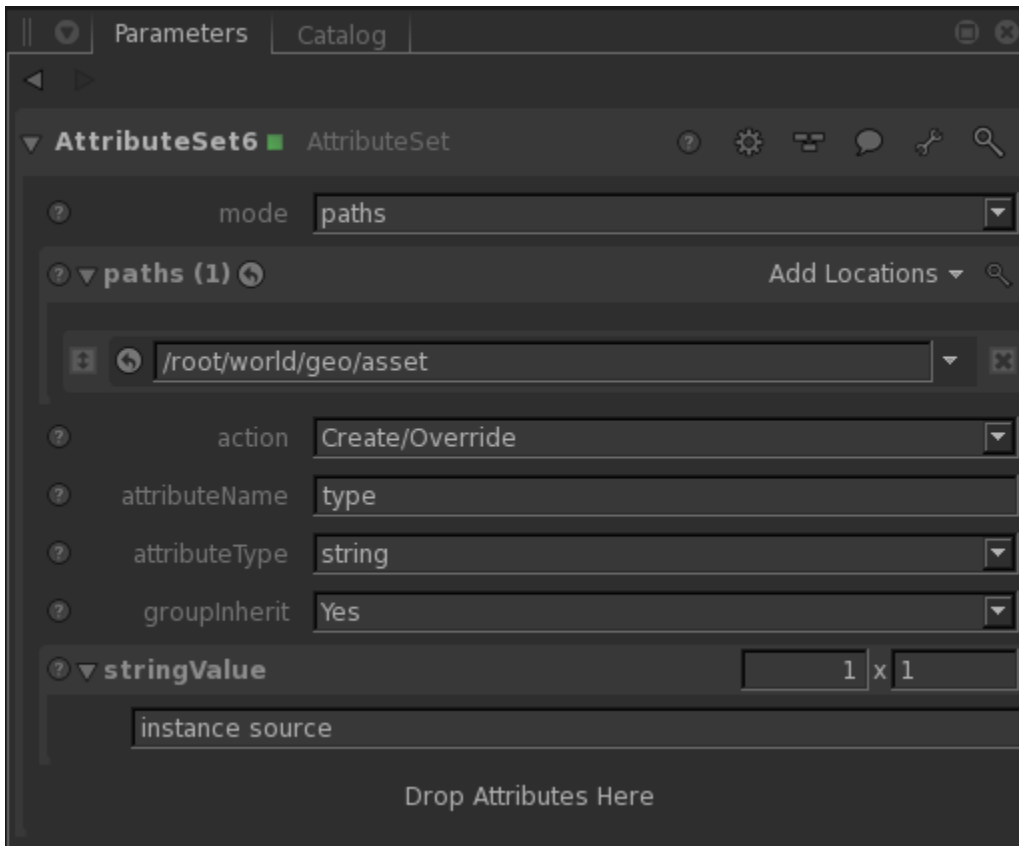 Parameters Catalog
AttributeSet6 AttributeSet
mode paths
paths (1) Add Locations
/root/world/geo/asset
action Create/Override
attributeName type
attributeType string
groupInherit Yes
stringValue 1 x 1
instance source
Drop Attributes Here